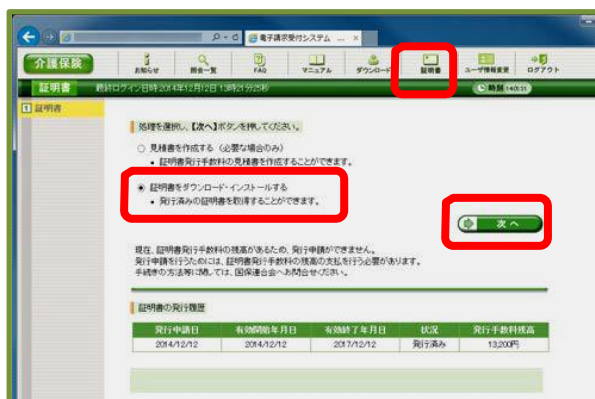 電子請求受付システム ...
介護保険
お知らせ
照会一覧
FAQ
マニュアル
ダウンロード
証明書
ユーザ情報変更
ログアウト
証明書
最終ログイン日時:2014年12月12日 13時21分25秒
時刻 14:01:31
1 証明書
処理を選択し、【次へ】ボタンを押してください。
見積書を作成する（必要な場合のみ）
• 証明書発行手数料の見積書を作成することができます。
証明書をダウンロード・インストールする
• 発行済みの証明書を取得することができます。
次 へ
現在、証明書発行手数料の残高があるため、発行申請ができません。
発行申請を行うためには、証明書発行手数料の残高の支払を行う必要があります。
手続きの方法等に関しては、国保連合会へお問合せください。
証明書の発行履歴
発行申請日 有効開始年月日 有効終了年月日 状況 発行手数料残高
2014/12/12 2014/12/12 2017/12/12 発行済み 13,200円